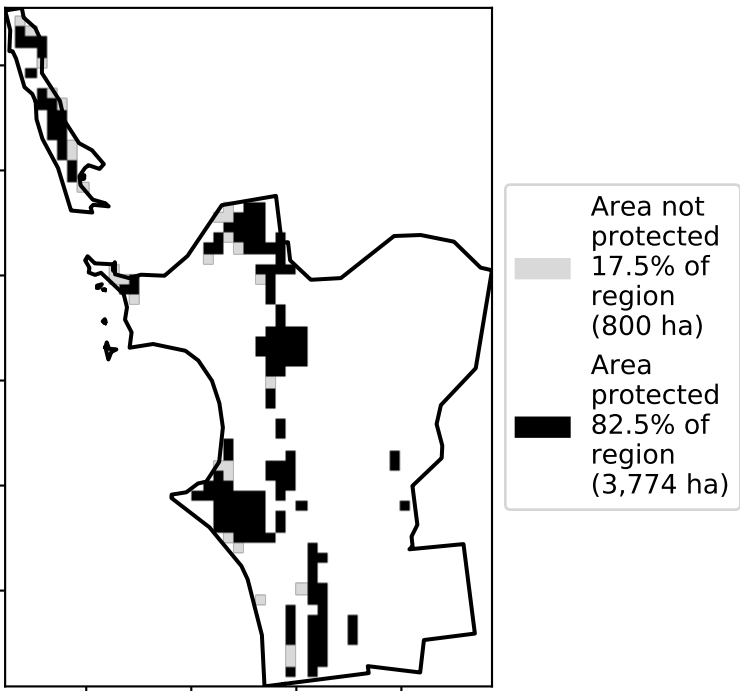 Area not
protected
17.5% of
region
(800 ha)
Area
protected
82.5% of
region
(3,774 ha)